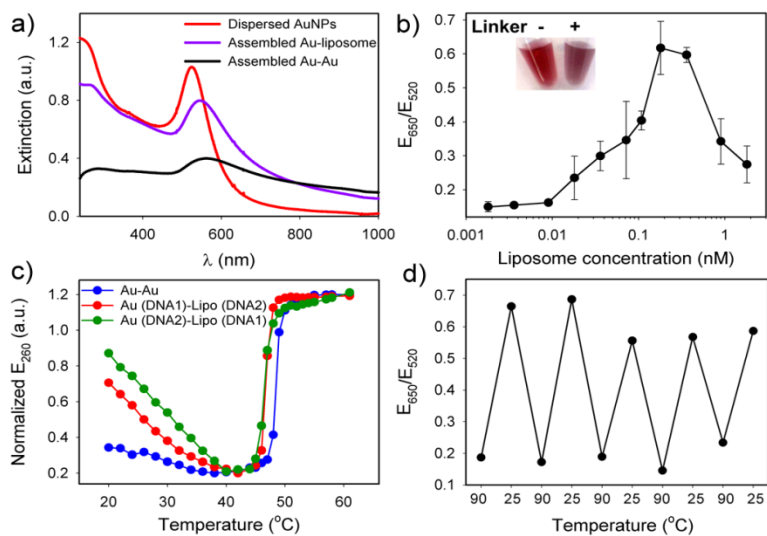 a)
Dispersed AuNPs
Assembled Au-liposome
Assembled Au-Au
Extinction (a.u.)
1.2
0.8
0.4
0.0
400 600 800 1000
λ (nm)
b)
Linker - +
E650/E520
0.7
0.6
0.5
0.4
0.3
0.2
0.1
0.001 0.01 0.1 1
Liposome concentration (nM)
c)
Au-Au
Au (DNA1)-Lipo (DNA2)
Au (DNA2)-Lipo (DNA1)
Normalized E260 (a.u.)
1.2
1.0
0.8
0.6
0.4
0.2
20 30 40 50 60
Temperature (°C)
d)
E650/E520
0.7
0.6
0.5
0.4
0.3
0.2
0.1
90 25 90 25 90 25 90 25 90 25
Temperature (°C)